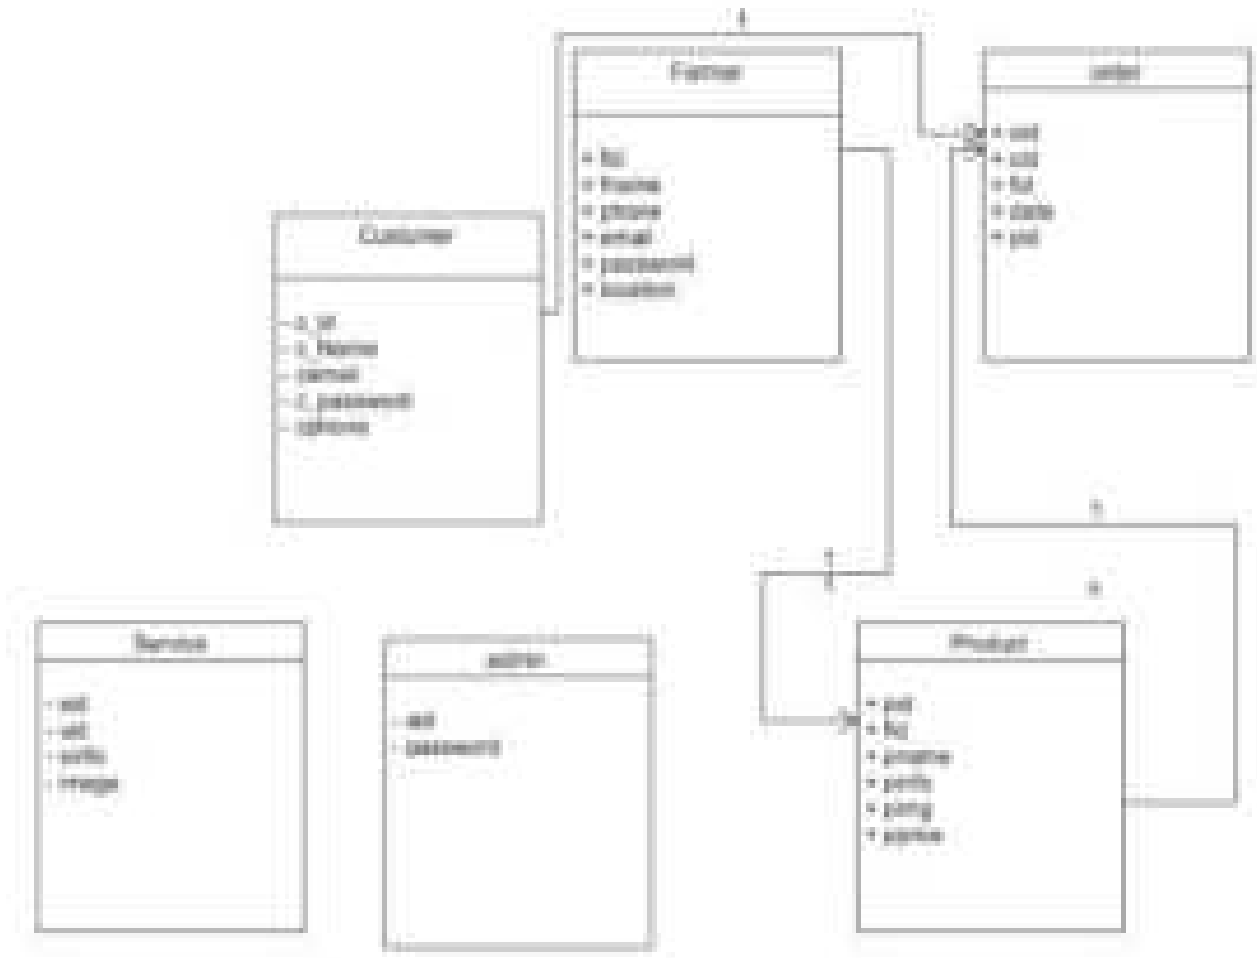 Farmer
fid
fname
phone
email
password
location
order
oid
cid
fid
date
pid
Customer
- c_id
- c_Name
- cemail
- c_password
- cphone
Service
- sid
- image
admin
- aid
- password
Product
pid
fid
pname
pinfo
pimg
pprice